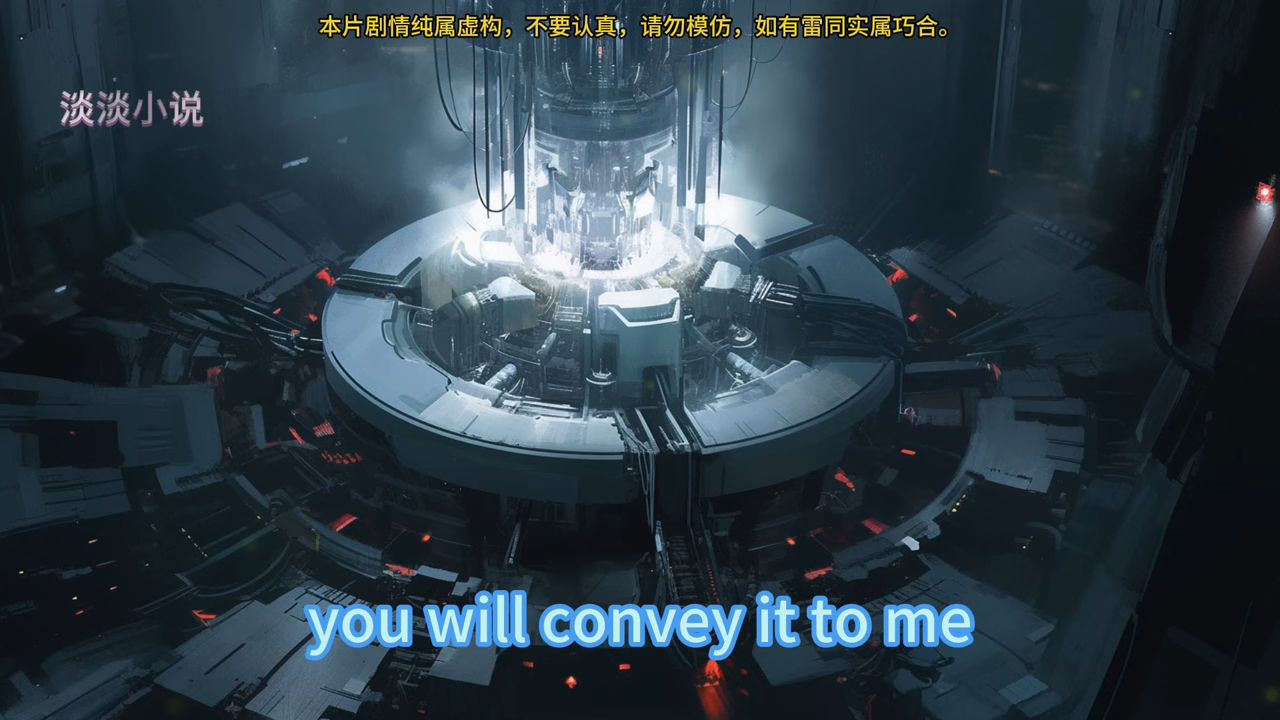 本片剧情纯属虚构，不要认真，请勿模仿，如有雷同实属巧合。
淡淡小说
you will convey it to me